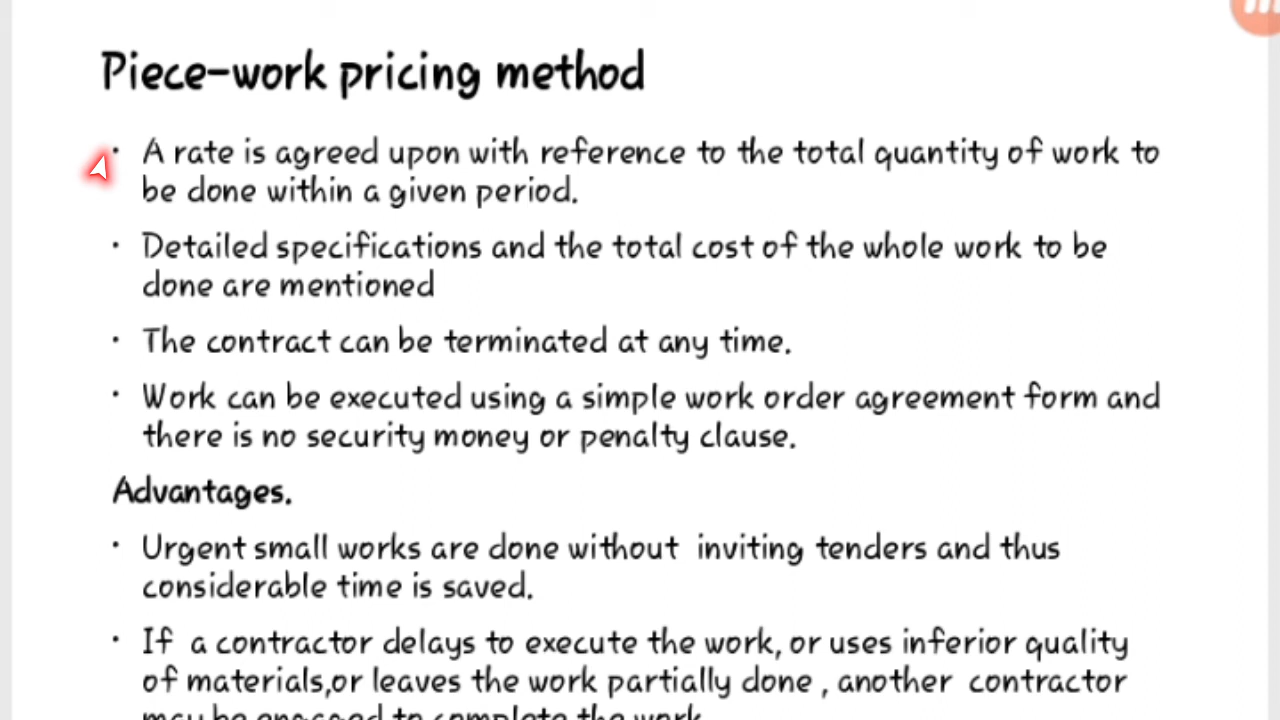 Piece-work pricing method
· A rate is agreed upon with reference to the total quantity of work to
be done within a given period.
· Detailed specifications and the total cost of the whole work to be
done are mentioned
· The contract can be terminated at any time.
· Work can be executed using a simple work order agreement form and
there is no security money or penalty clause.
Advantages.
· Urgent small works are done without inviting tenders and thus
considerable time is saved.
· If a contractor delays to execute the work, or uses inferior quality
of materials,or leaves the work partially done , another contractor
may be engaged to complete the work